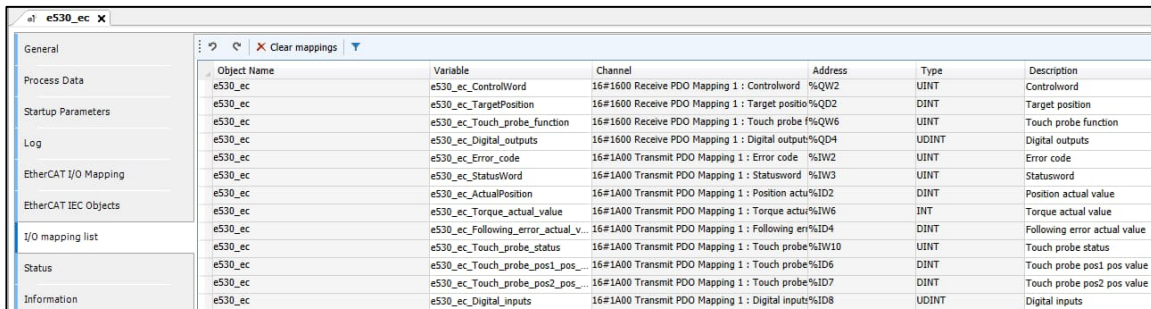 e530_ec X
General
Process Data
Startup Parameters
Log
EtherCAT I/O Mapping
EtherCAT IEC Objects
I/O mapping list
Status
Information
Clear mappings
Object Name Variable Channel Address Type Description
e530_ec e530_ec_ControlWord 16#1600 Receive PDO Mapping 1 : Controlword %QW2 UINT Controlword
e530_ec e530_ec_TargetPosition 16#1600 Receive PDO Mapping 1 : Target positio %QD2 DINT Target position
e530_ec e530_ec_Touch_probe_function 16#1600 Receive PDO Mapping 1 : Touch probe f %QW6 UINT Touch probe function
e530_ec e530_ec_Digital_outputs 16#1600 Receive PDO Mapping 1 : Digital output: %QD4 UDINT Digital outputs
e530_ec e530_ec_Error_code 16#1A00 Transmit PDO Mapping 1 : Error code %IW2 UINT Error code
e530_ec e530_ec_StatusWord 16#1A00 Transmit PDO Mapping 1 : Statusword %IW3 UINT Statusword
e530_ec e530_ec_ActualPosition 16#1A00 Transmit PDO Mapping 1 : Position actu %ID2 DINT Position actual value
e530_ec e530_ec_Torque_actual_value 16#1A00 Transmit PDO Mapping 1 : Torque actu %IW6 INT Torque actual value
e530_ec e530_ec_Following_error_actual_v... 16#1A00 Transmit PDO Mapping 1 : Following err %ID4 DINT Following error actual value
e530_ec e530_ec_Touch_probe_status 16#1A00 Transmit PDO Mapping 1 : Touch probe %IW10 UINT Touch probe status
e530_ec e530_ec_Touch_probe_pos1_pos_... 16#1A00 Transmit PDO Mapping 1 : Touch probe %ID6 DINT Touch probe pos1 pos value
e530_ec e530_ec_Touch_probe_pos2_pos_... 16#1A00 Transmit PDO Mapping 1 : Touch probe %ID7 DINT Touch probe pos2 pos value
e530_ec e530_ec_Digital_inputs 16#1A00 Transmit PDO Mapping 1 : Digital inputs %ID8 UDINT Digital inputs